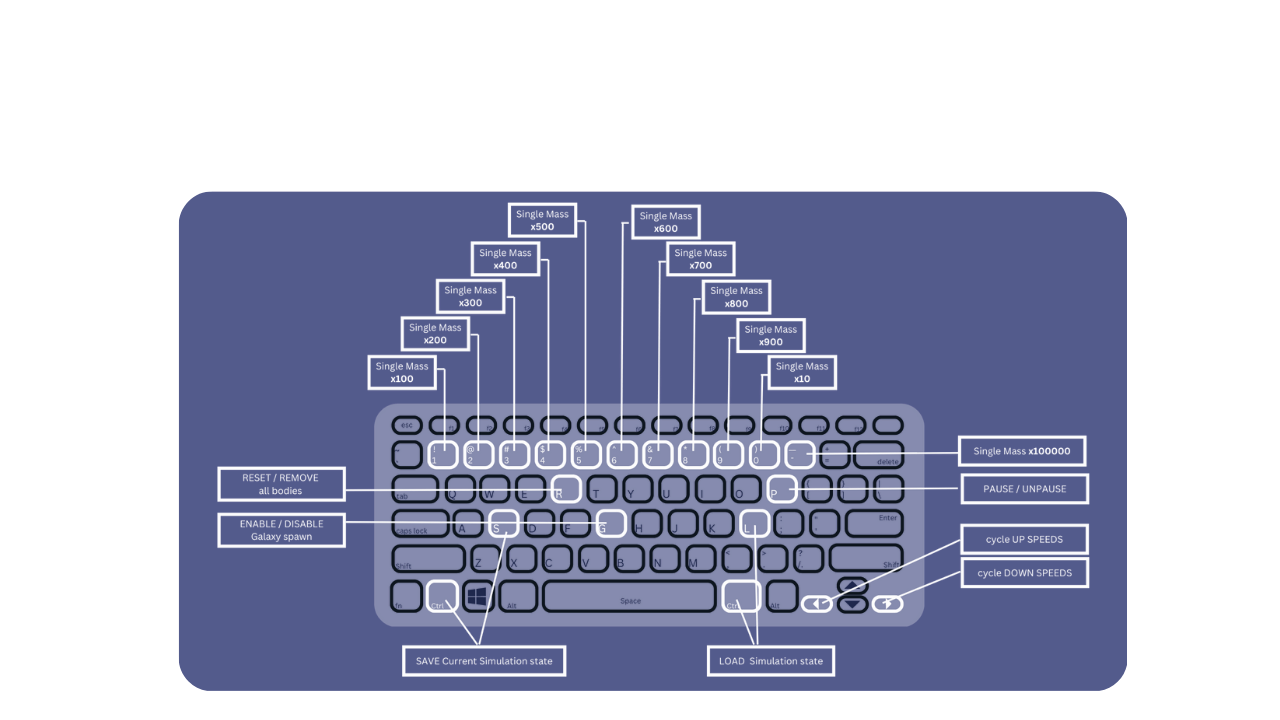 Single Mass
x500
Single Mass
x600
Single Mass
x400
Single Mass
x700
Single Mass
x300
Single Mass
x800
Single Mass
x200
Single Mass
x900
Single Mass
x100
Single Mass
x10
esc
! @ # $ % ^ & * ( ) — +
1 2 3 4 5 6 7 8 9 0 - = delete
Single Mass x100000
RESET / REMOVE
all bodies
tab Q W E R T Y U I O P
PAUSE / UNPAUSE
ENABLE / DISABLE
Galaxy spawn
caps lock A S D F G H J K L Enter
cycle UP SPEEDS
Shift Z X C V B N M < > ? Shift
cycle DOWN SPEEDS
fn Ctrl Alt Space Ctrl Alt
SAVE Current Simulation state
LOAD Simulation state